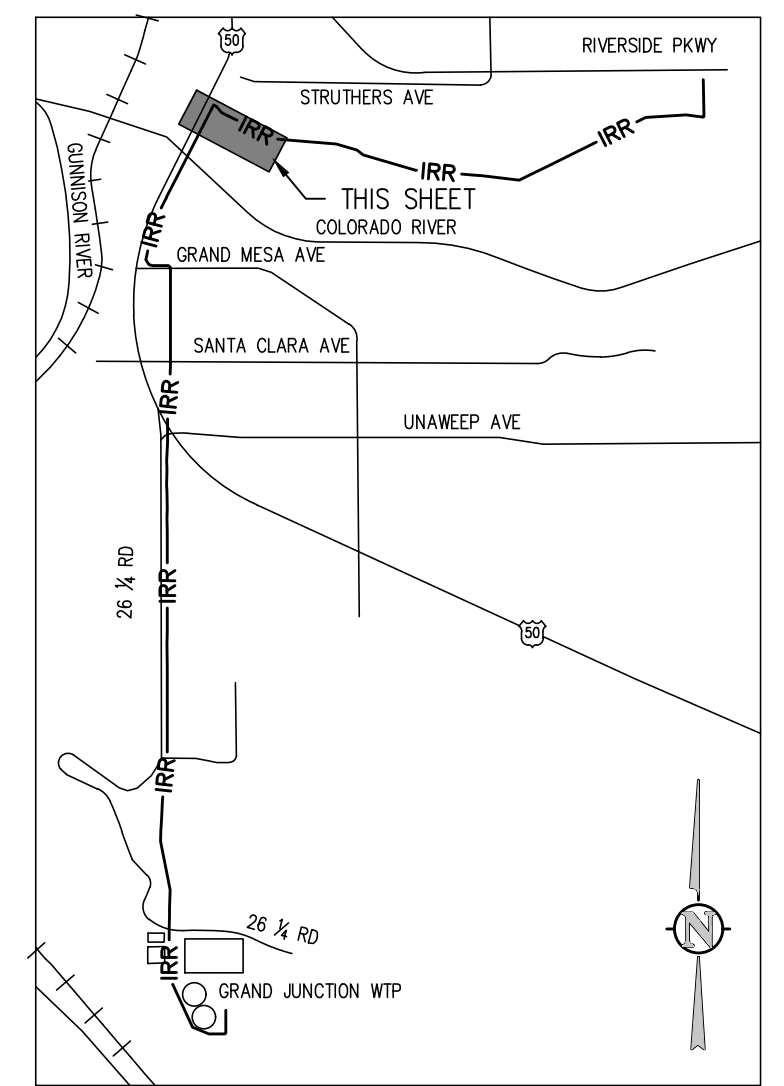 50
RIVERSIDE PKWY
STRUTHERS AVE
IRR
IRR
IRR
THIS SHEET
GUNNISON RIVER
COLORADO RIVER
IRR
GRAND MESA AVE
SANTA CLARA AVE
IRR
UNAWEEP AVE
26 ¼ RD
IRR
50
IRR
26 ¼ RD
N
IRR
GRAND JUNCTION WTP